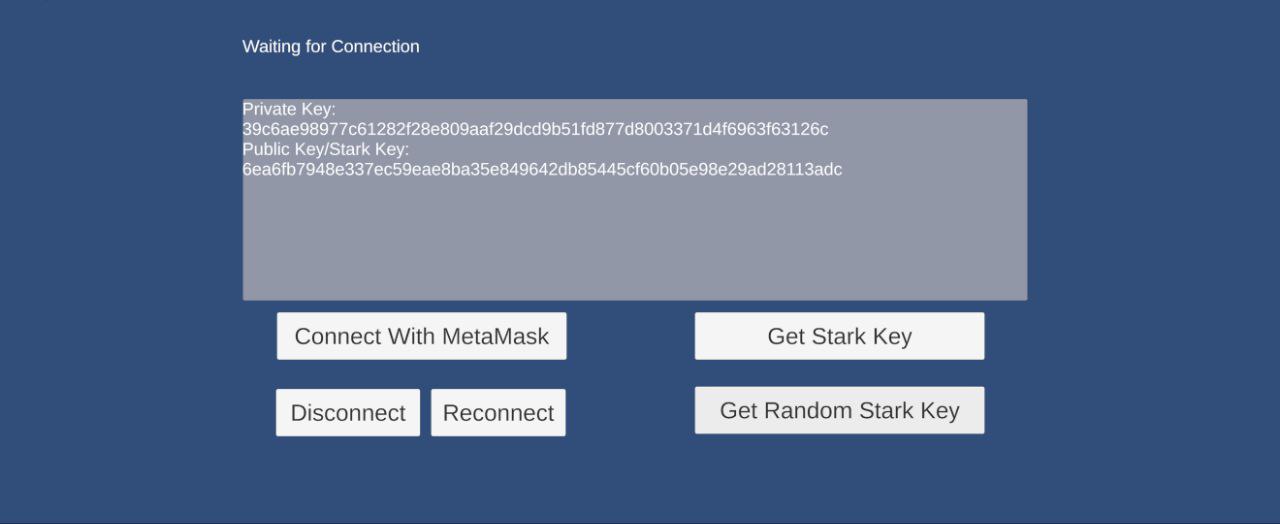 Waiting for Connection
Private Key:
39c6ae98977c61282f28e809aaf29dcd9b51fd877d8003371d4f6963f63126c
Public Key/Stark Key:
6ea6fb7948e337ec59eae8ba35e849642db85445cf60b05e98e29ad28113adc
Connect With MetaMask
Get Stark Key
Disconnect
Reconnect
Get Random Stark Key